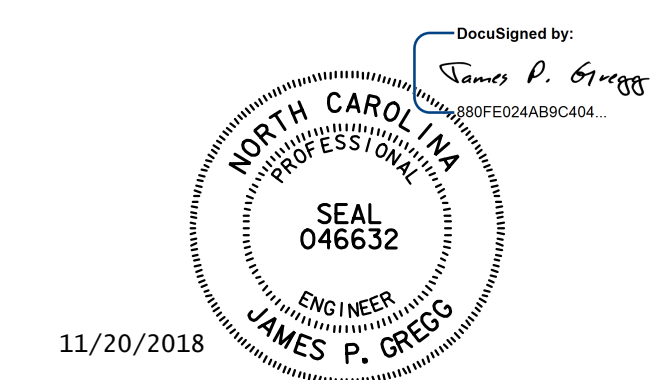 DocuSigned by:
James P. Gregg
880FE024AB9C404...
NORTH CAROLINA
PROFESSIONAL
SEAL
046632
ENGINEER
JAMES P. GREGG
11/20/2018